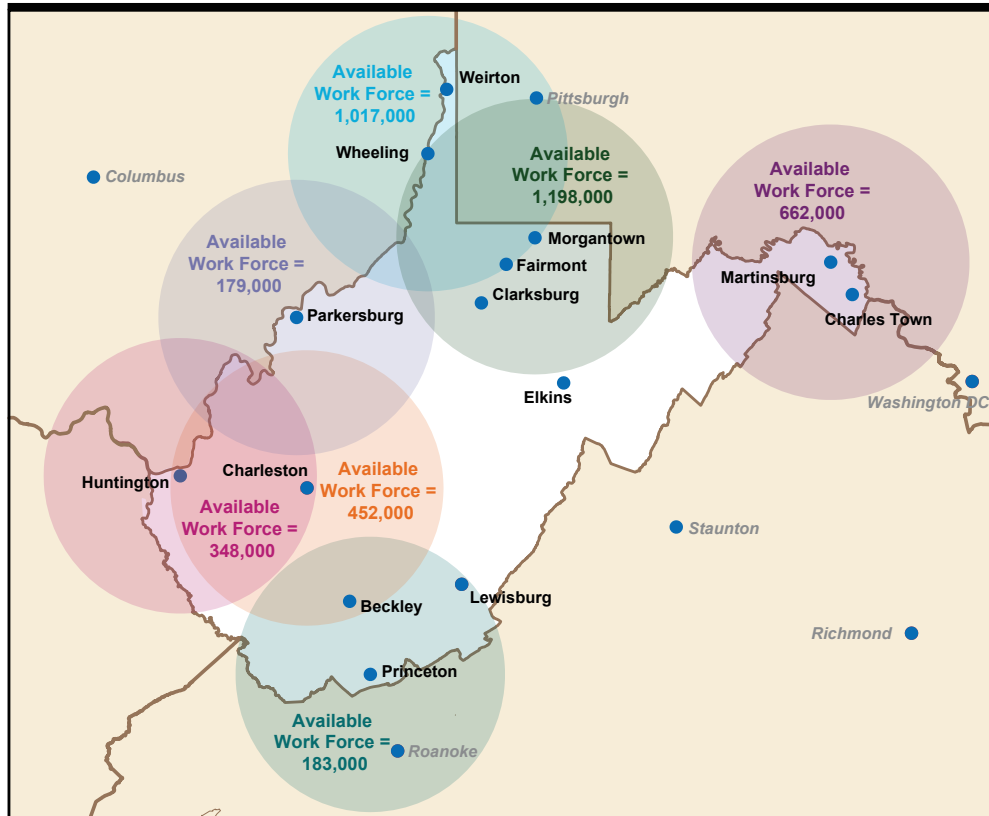 Available
Work Force =
1,017,000
Weirton
Pittsburgh
Wheeling
Available
Work Force =
1,198,000
Columbus
Available
Work Force =
662,000
Available
Work Force =
179,000
Morgantown
Fairmont
Clarksburg
Martinsburg
Charles Town
Parkersburg
Elkins
Washington DC
Huntington
Charleston
Available
Work Force =
452,000
Available
Work Force =
348,000
Staunton
Lewisburg
Beckley
Richmond
Princeton
Available
Work Force =
183,000
Roanoke